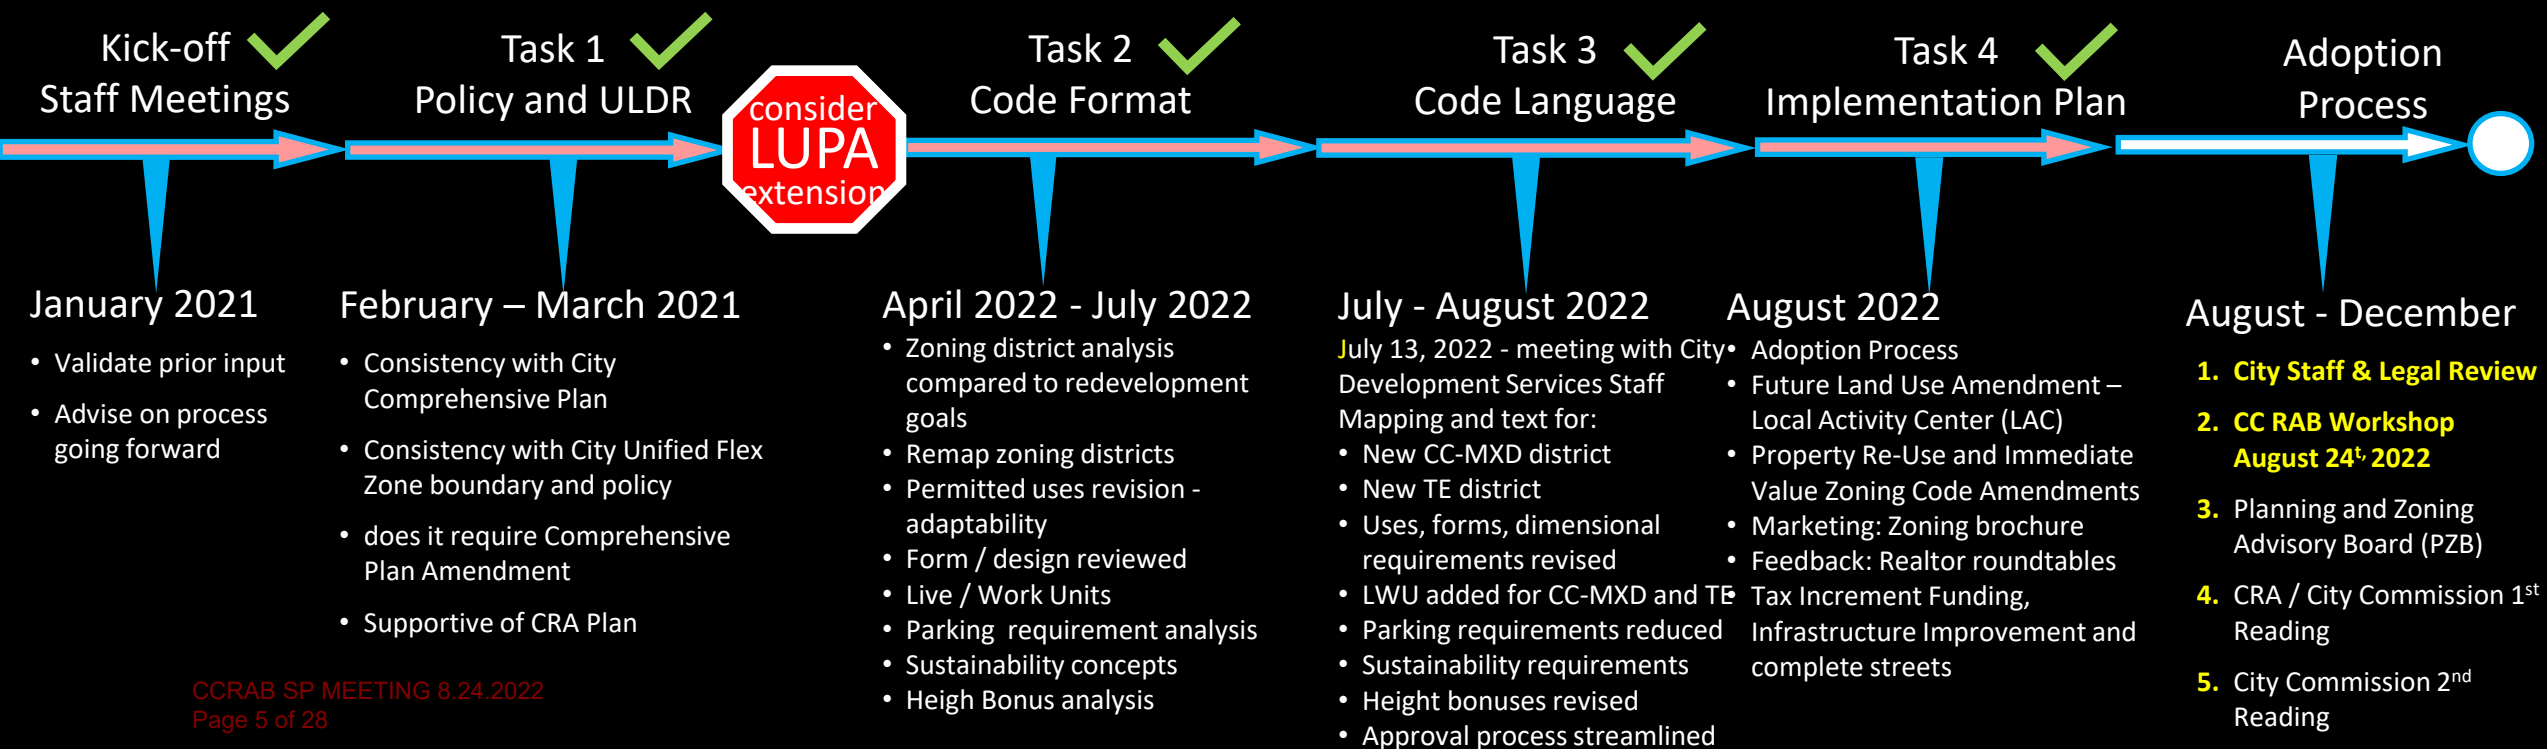 Kick-off
Staff Meetings
Task 1
Policy and ULDR
consider
LUPA
extension
Task 2
Code Format
Task 3
Code Language
Task 4
Implementation Plan
Adoption
Process
January 2021
• Validate prior input
• Advise on process
going forward
February – March 2021
• Consistency with City
Comprehensive Plan
• Consistency with City Unified Flex
Zone boundary and policy
• does it require Comprehensive
Plan Amendment
• Supportive of CRA Plan
April 2022 - July 2022
• Zoning district analysis
compared to redevelopment
goals
• Remap zoning districts
• Permitted uses revision -
adaptability
• Form / design reviewed
• Live / Work Units
• Parking requirement analysis
• Sustainability concepts
• Heigh Bonus analysis
July - August 2022
July 13, 2022 - meeting with City
Development Services Staff
Mapping and text for:
• New CC-MXD district
• New TE district
• Uses, forms, dimensional
requirements revised
• LWU added for CC-MXD and TE
• Parking requirements reduced
• Sustainability requirements
• Height bonuses revised
• Approval process streamlined
August 2022
• Adoption Process
• Future Land Use Amendment –
Local Activity Center (LAC)
• Property Re-Use and Immediate
Value Zoning Code Amendments
• Marketing: Zoning brochure
• Feedback: Realtor roundtables
• Tax Increment Funding,
Infrastructure Improvement and
complete streets
August - December
1. City Staff & Legal Review
2. CC RAB Workshop
August 24t, 2022
3. Planning and Zoning
Advisory Board (PZB)
4. CRA / City Commission 1st
Reading
5. City Commission 2nd
Reading
CCRAB SP MEETING 8.24.2022
Page 5 of 28